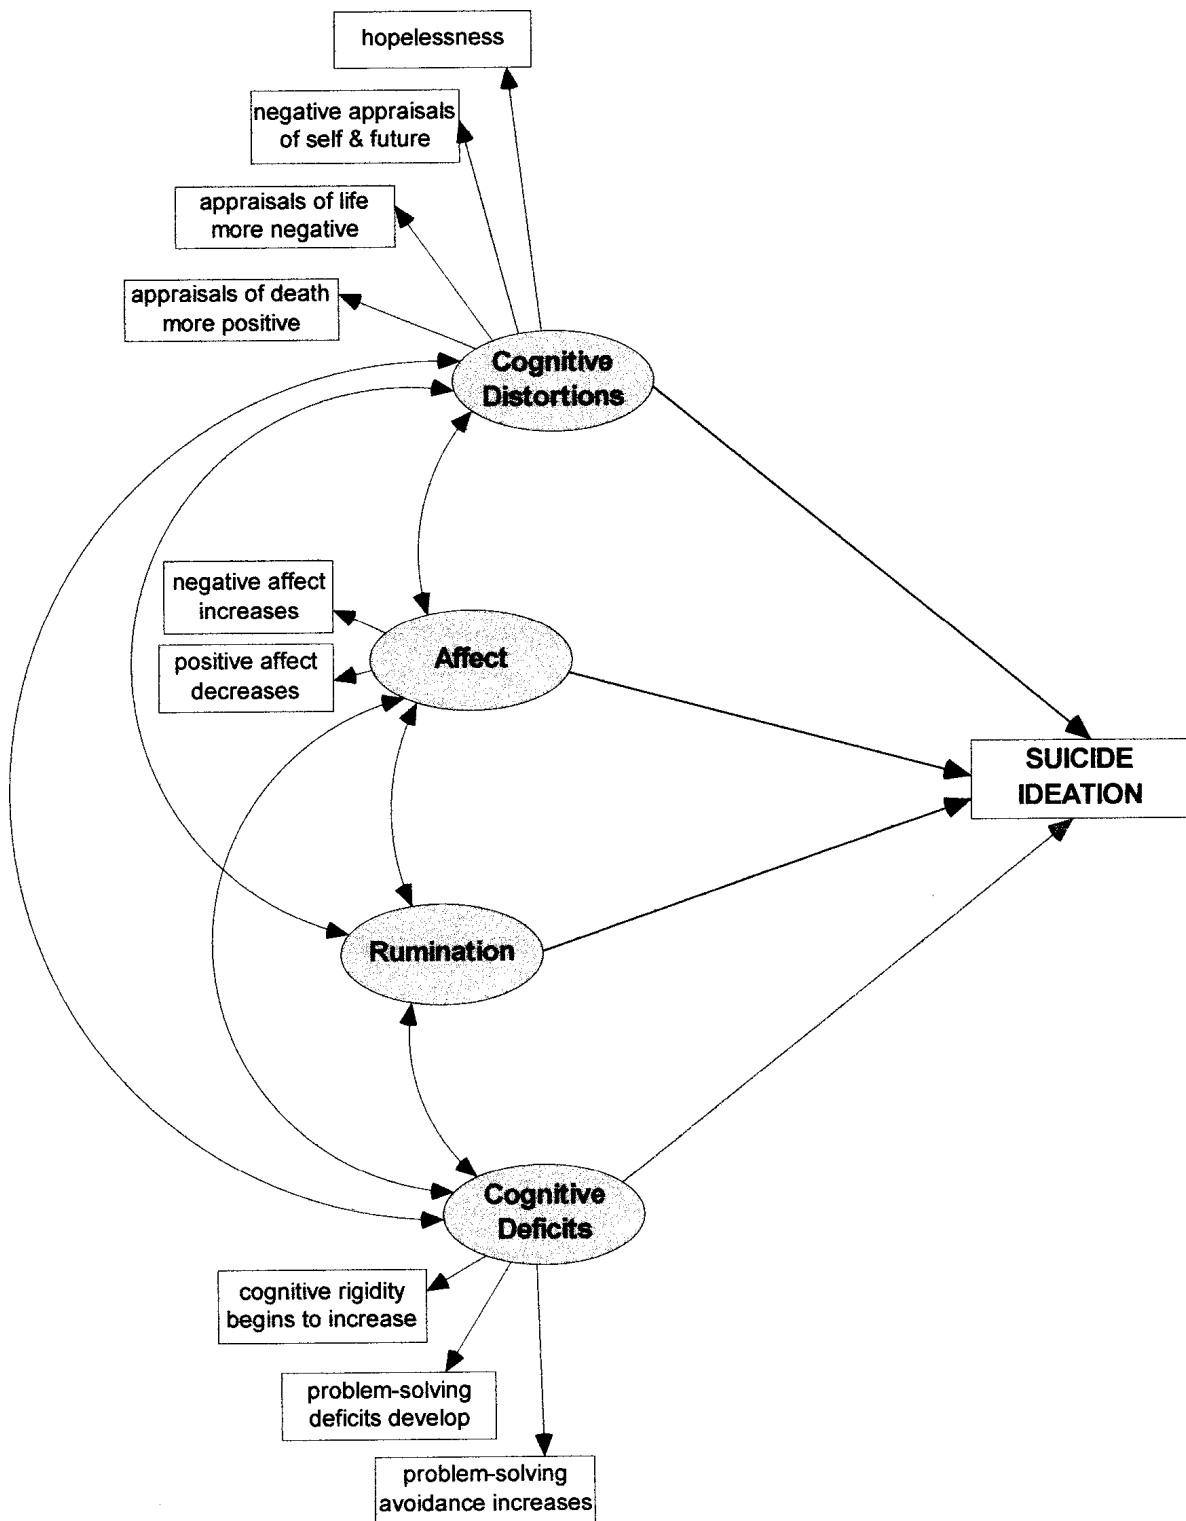 hopelessness
negative appraisals
of self & future
appraisals of life
more negative
appraisals of death
more positive
Cognitive
Distortions
negative affect
increases
positive affect
decreases
Affect
SUICIDE
IDEATION
Rumination
Cognitive
Deficits
cognitive rigidity
begins to increase
problem-solving
deficits develop
problem-solving
avoidance increases